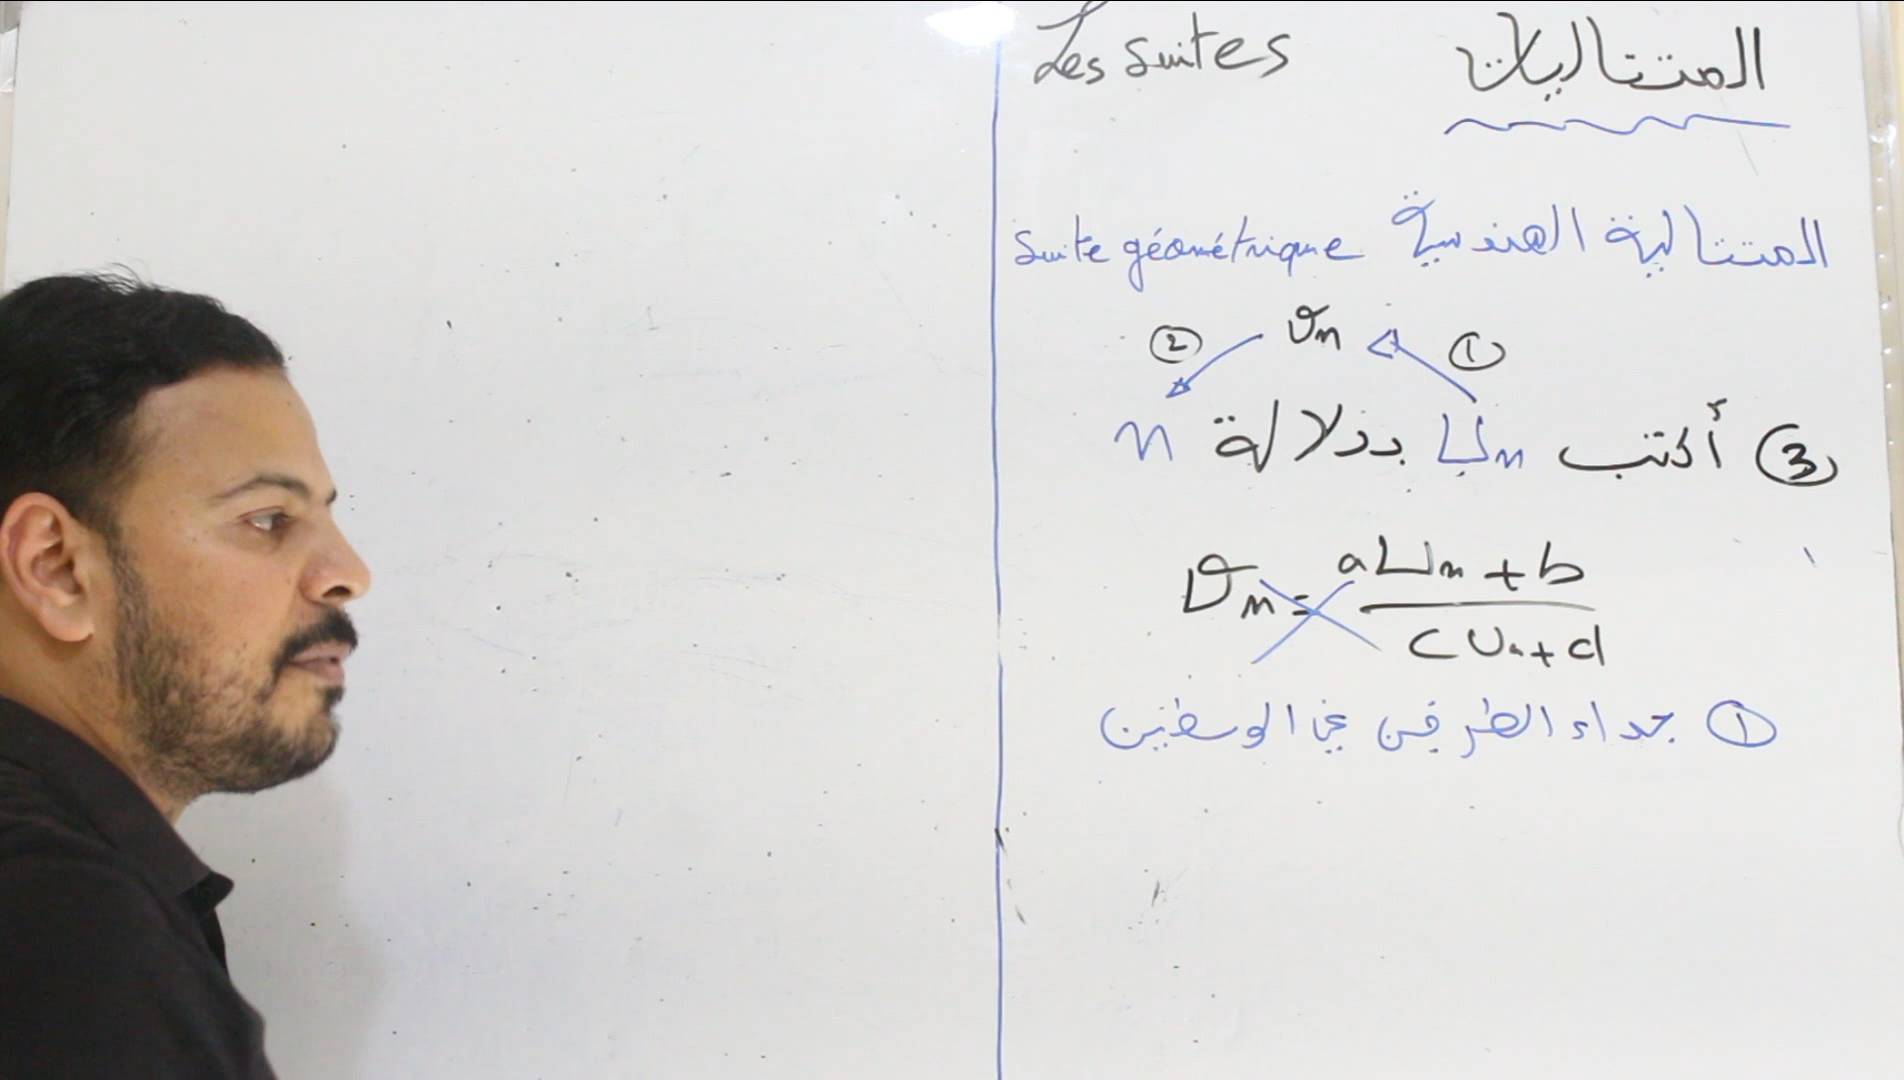 Les suites المتتاليات
Suite géométrique المتتالية الهندسية
② vn ①
③ أكتب Un بدلالة n
vn = (aUn + b) / (cUn + d)
① جداء الطرفين في الوسطين